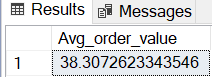 Results Messages
Avg_order_value
1 38.3072623343546